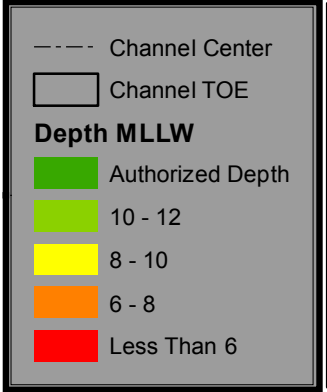 Channel Center
Channel TOE
Depth MLLW
Authorized Depth
10 - 12
8 - 10
6 - 8
Less Than 6